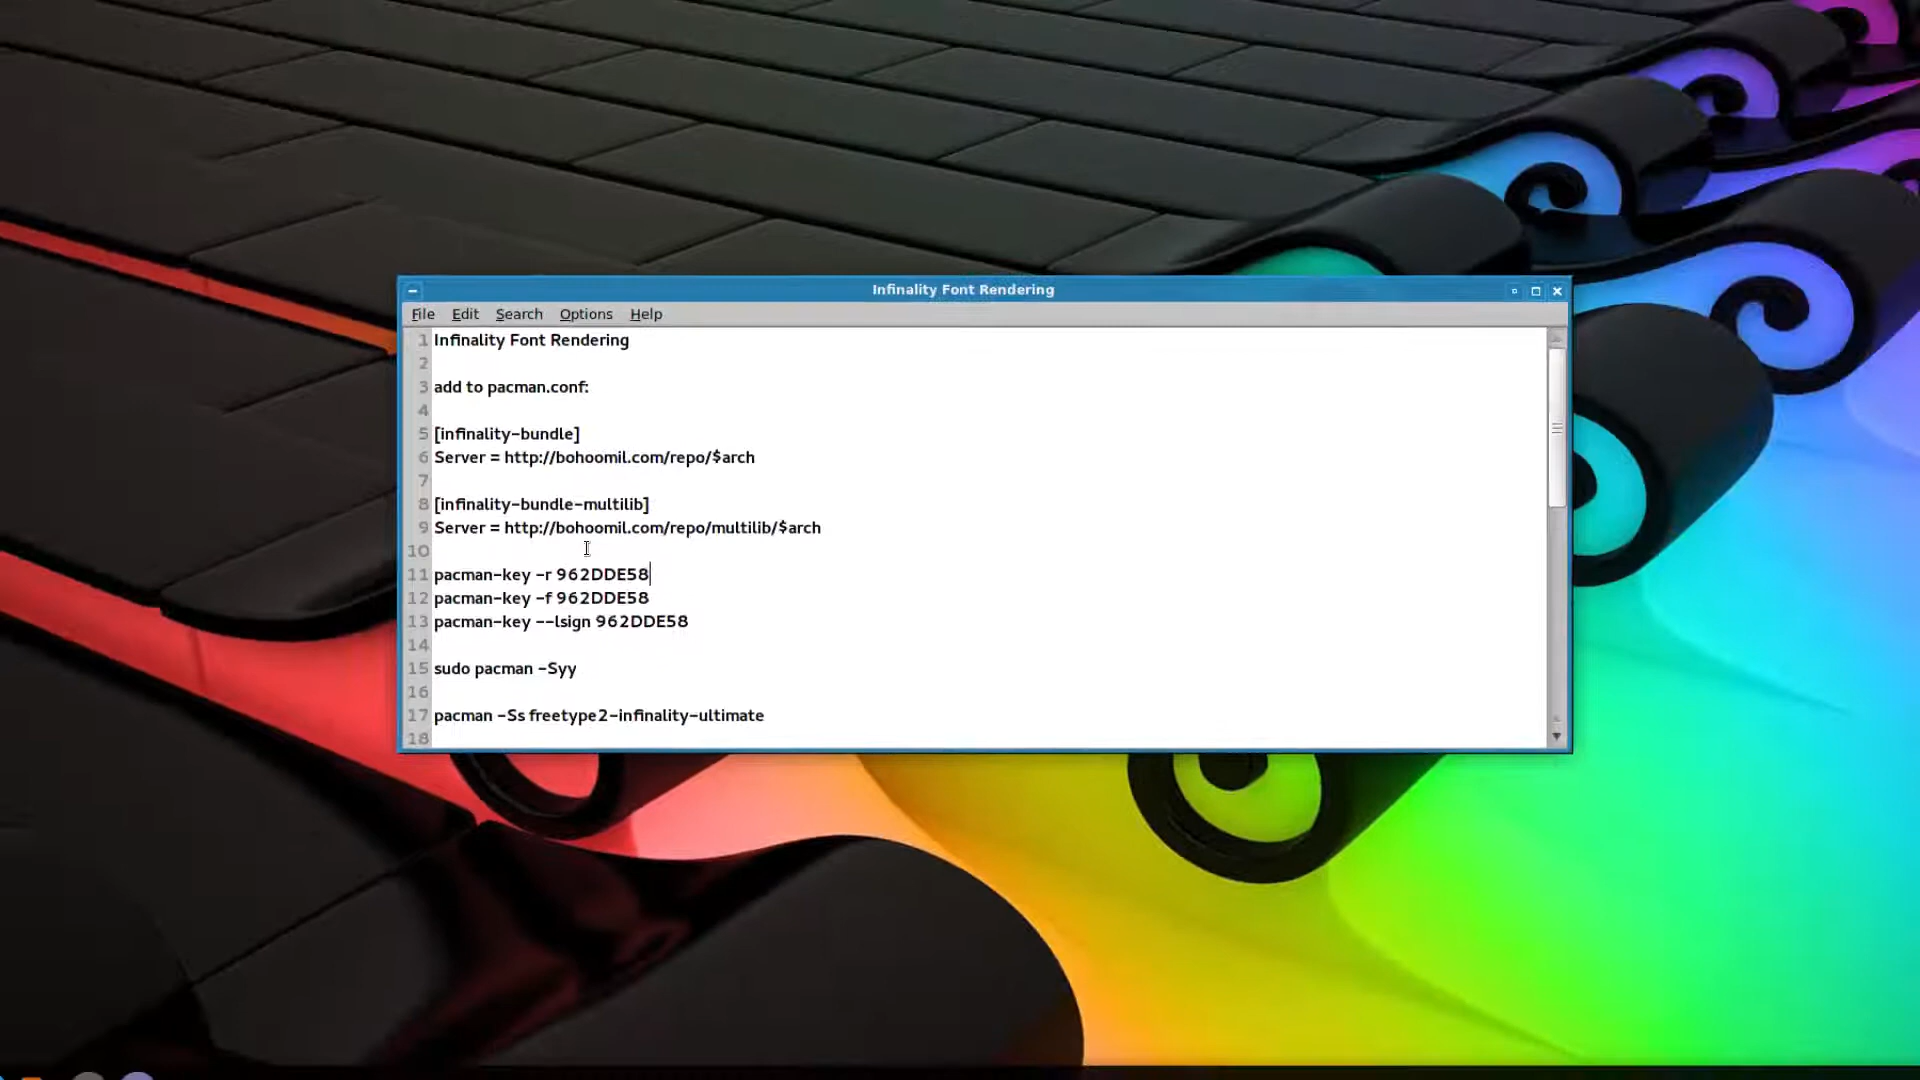 Infinality Font Rendering
File Edit Search Options Help
1 Infinality Font Rendering
2
3 add to pacman.conf:
4
5 [infinality-bundle]
6 Server = http://bohoomil.com/repo/$arch
7
8 [infinality-bundle-multilib]
9 Server = http://bohoomil.com/repo/multilib/$arch
10
11 pacman-key -r 962DDE58
12 pacman-key -f 962DDE58
13 pacman-key --lsign 962DDE58
14
15 sudo pacman -Syy
16
17 pacman -Ss freetype2-infinality-ultimate
18